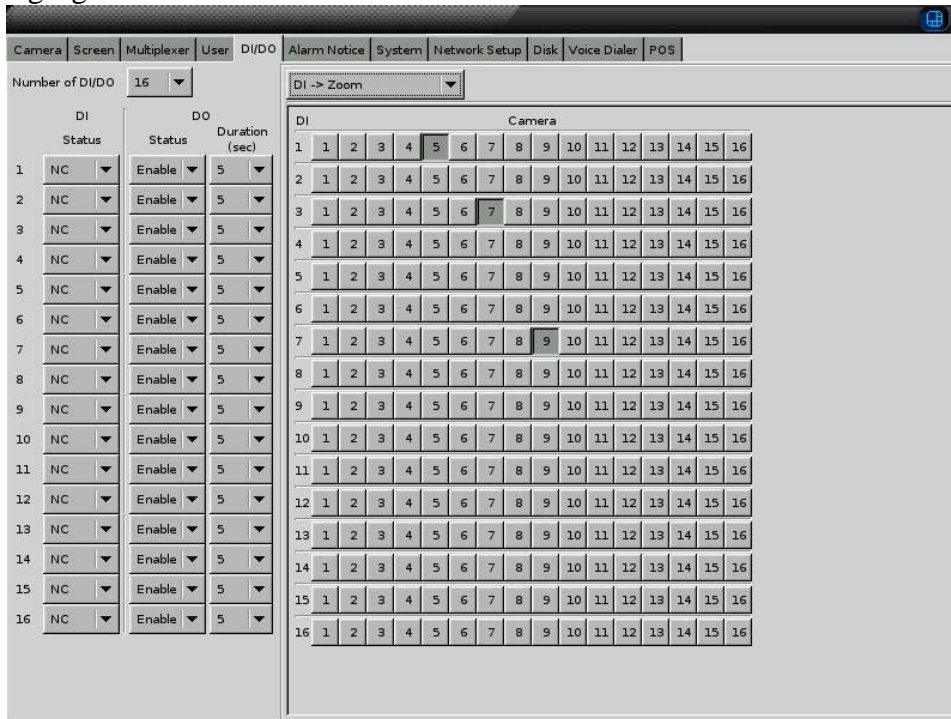 Camera Screen Multiplexer User DI/DO Alarm Notice System Network Setup Disk Voice Dialer POS
Number of DI/DO 16
DI -> Zoom
DI DO
Status Status Duration (sec)
1 NC Enable 5
2 NC Enable 5
3 NC Enable 5
4 NC Enable 5
5 NC Enable 5
6 NC Enable 5
7 NC Enable 5
8 NC Enable 5
9 NC Enable 5
10 NC Enable 5
11 NC Enable 5
12 NC Enable 5
13 NC Enable 5
14 NC Enable 5
15 NC Enable 5
16 NC Enable 5
DI Camera
1 1 2 3 4 5 6 7 8 9 10 11 12 13 14 15 16
2 1 2 3 4 5 6 7 8 9 10 11 12 13 14 15 16
3 1 2 3 4 5 6 7 8 9 10 11 12 13 14 15 16
4 1 2 3 4 5 6 7 8 9 10 11 12 13 14 15 16
5 1 2 3 4 5 6 7 8 9 10 11 12 13 14 15 16
6 1 2 3 4 5 6 7 8 9 10 11 12 13 14 15 16
7 1 2 3 4 5 6 7 8 9 10 11 12 13 14 15 16
8 1 2 3 4 5 6 7 8 9 10 11 12 13 14 15 16
9 1 2 3 4 5 6 7 8 9 10 11 12 13 14 15 16
10 1 2 3 4 5 6 7 8 9 10 11 12 13 14 15 16
11 1 2 3 4 5 6 7 8 9 10 11 12 13 14 15 16
12 1 2 3 4 5 6 7 8 9 10 11 12 13 14 15 16
13 1 2 3 4 5 6 7 8 9 10 11 12 13 14 15 16
14 1 2 3 4 5 6 7 8 9 10 11 12 13 14 15 16
15 1 2 3 4 5 6 7 8 9 10 11 12 13 14 15 16
16 1 2 3 4 5 6 7 8 9 10 11 12 13 14 15 16